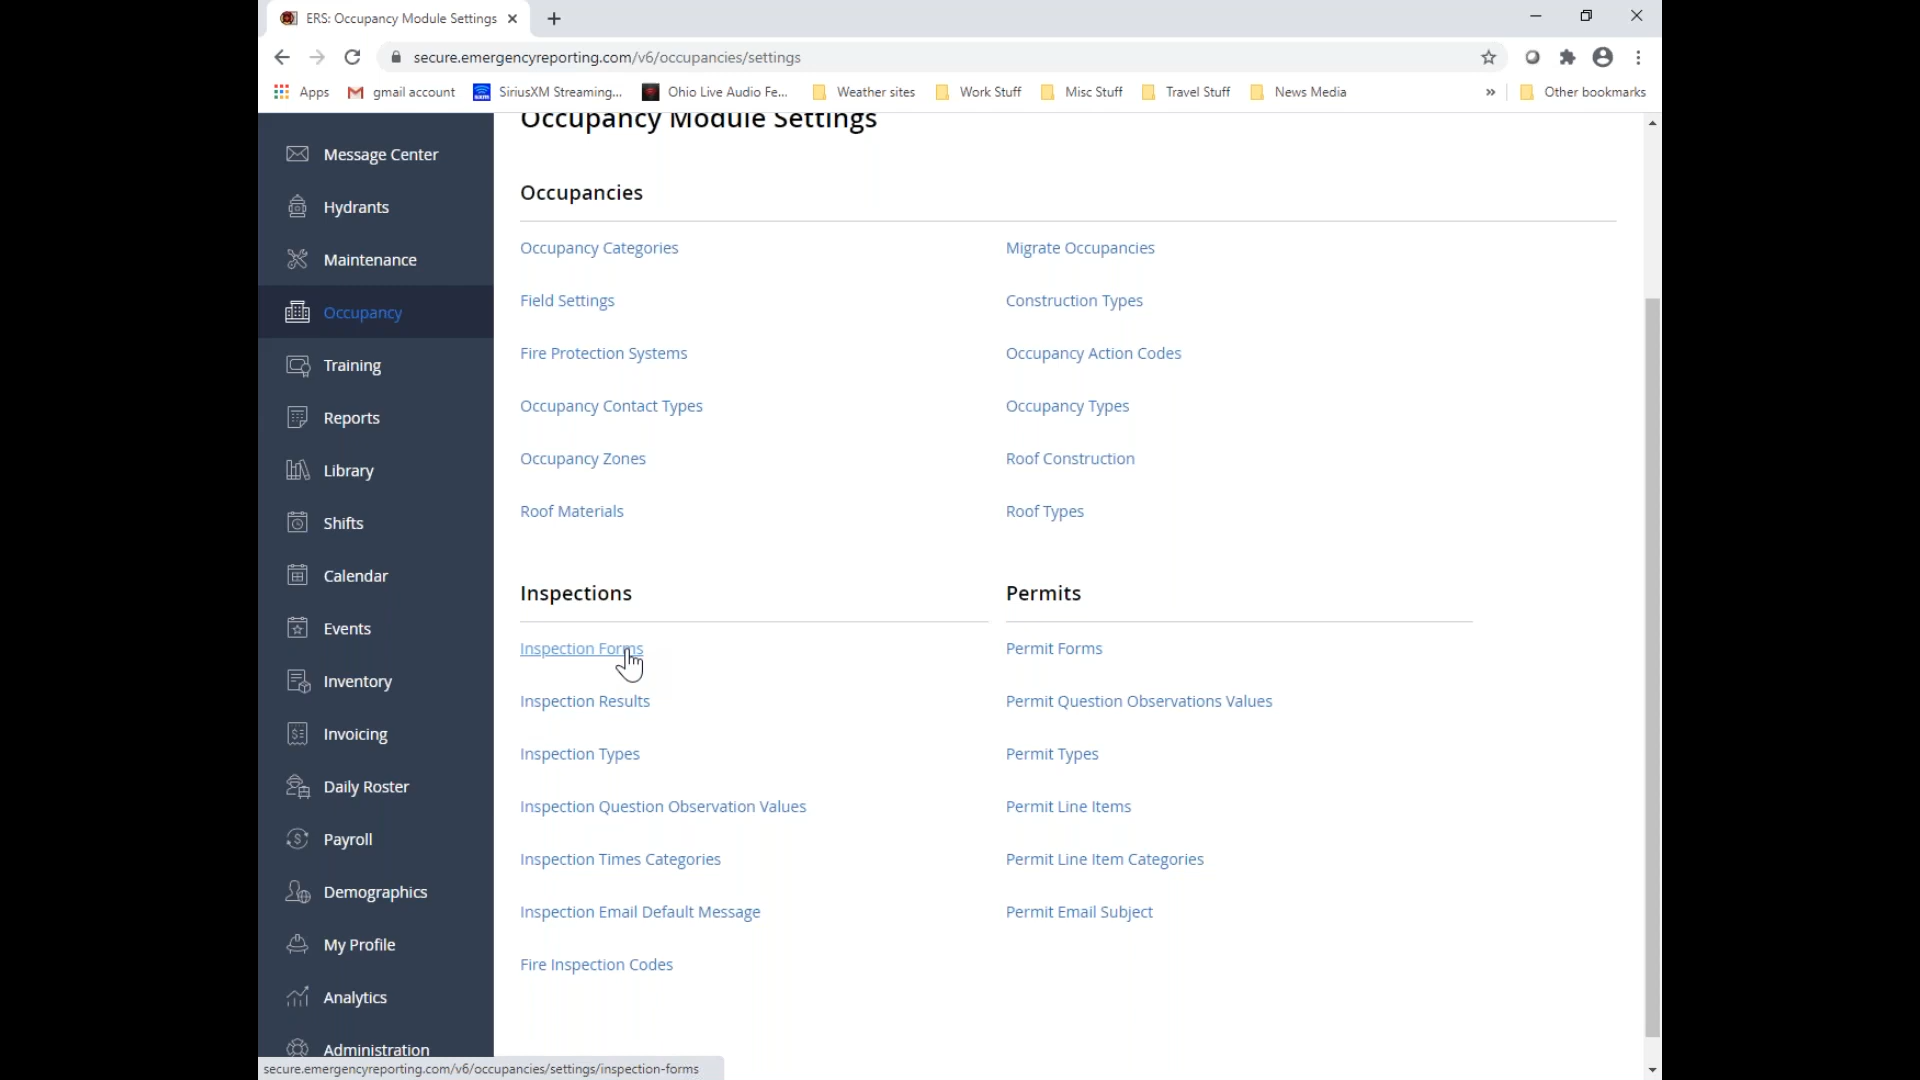 ERS: Occupancy Module Settings
secure.emergencyreporting.com/v6/occupancies/settings
Apps gmail account SiriusXM Streaming... Ohio Live Audio Fe... Weather sites Work Stuff Misc Stuff Travel Stuff News Media » Other bookmarks
Message Center
Hydrants
Maintenance
Occupancy
Training
Reports
Library
Shifts
Calendar
Events
Inventory
Invoicing
Daily Roster
Payroll
Demographics
My Profile
Analytics
Administration
Occupancy Module Settings
Occupancies
Occupancy Categories
Migrate Occupancies
Field Settings
Construction Types
Fire Protection Systems
Occupancy Action Codes
Occupancy Contact Types
Occupancy Types
Occupancy Zones
Roof Construction
Roof Materials
Roof Types
Inspections
Inspection Forms
Inspection Results
Inspection Types
Inspection Question Observation Values
Inspection Times Categories
Inspection Email Default Message
Fire Inspection Codes
Permits
Permit Forms
Permit Question Observations Values
Permit Types
Permit Line Items
Permit Line Item Categories
Permit Email Subject
secure.emergencyreporting.com/v6/occupancies/settings/inspection-forms